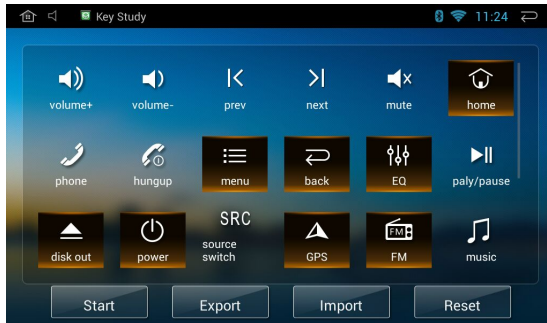 Key Study
11:24
volume+ volume- prev next mute home
phone hungup menu back EQ paly/pause
SRC
FM
disk out power source switch GPS FM music
Start Export Import Reset